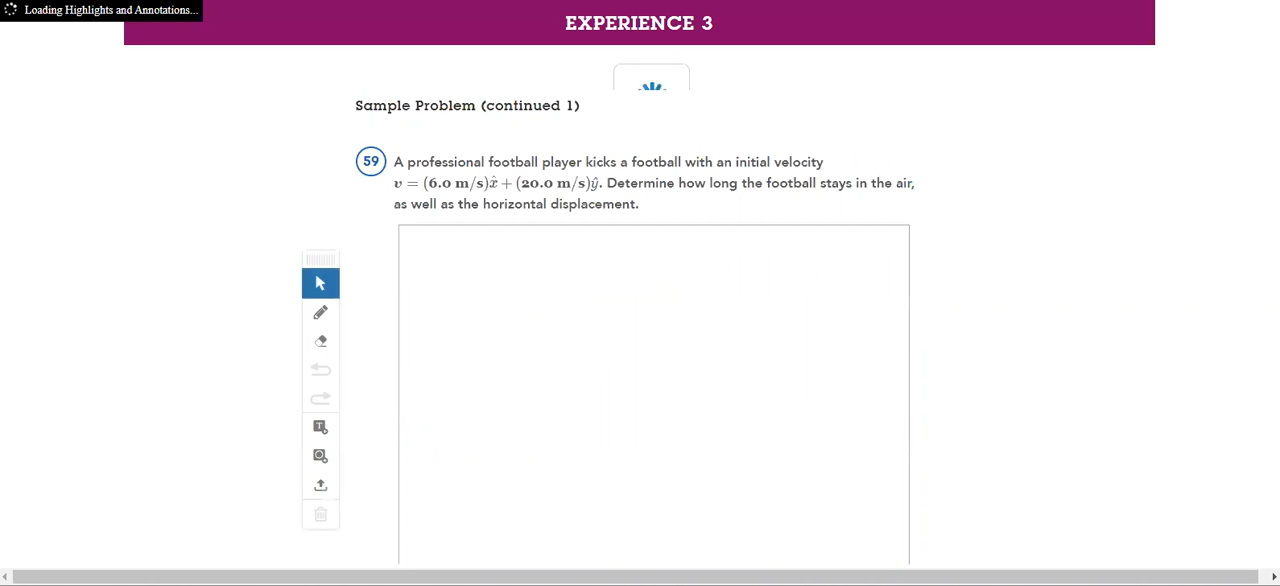 Loading Highlights and Annotations...
EXPERIENCE 3
Sample Problem (continued 1)
59 A professional football player kicks a football with an initial velocity
v = (6.0 m/s)x̂ + (20.0 m/s)ŷ. Determine how long the football stays in the air,
as well as the horizontal displacement.
T